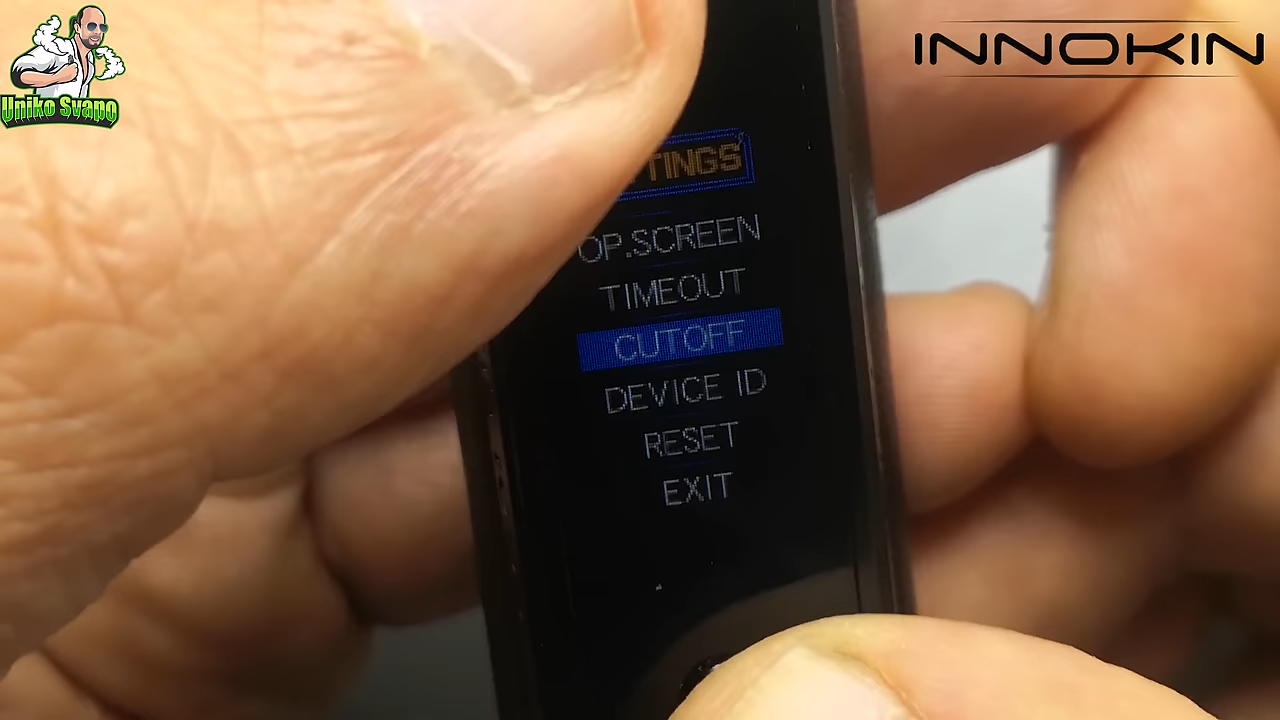 Uniko Svapo
INNOKIN
TINGS
OP.SCREEN
TIMEOUT
CUTOFF
DEVICE ID
RESET
EXIT